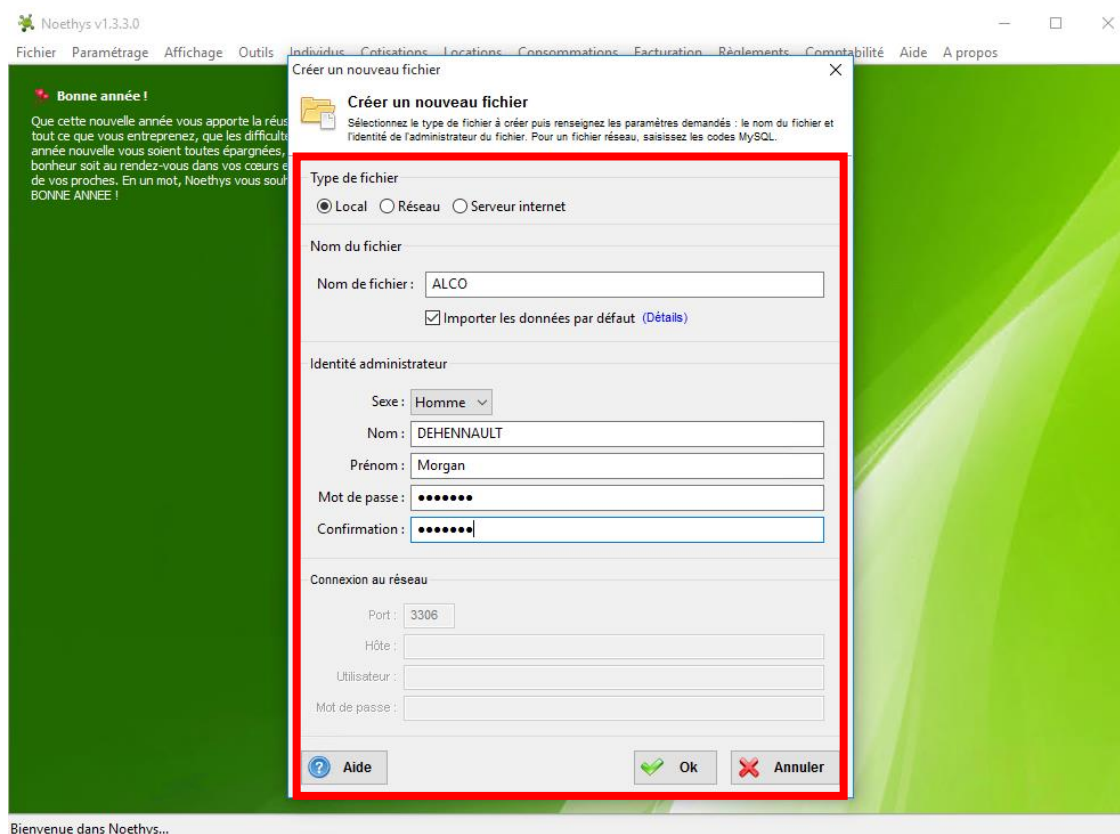 Noethys v1.3.3.0
Fichier Paramétrage Affichage Outils Individus Cotisations Locations Consommations Facturation Règlements Comptabilité Aide A propos
Bonne année !
Que cette nouvelle année vous apporte la réus
tout ce que vous entreprenez, que les difficulte
année nouvelle vous soient toutes épargnées,
bonheur soit au rendez-vous dans vos cœurs e
de vos proches. En un mot, Noethys vous souh
BONNE ANNEE !
Créer un nouveau fichier
Créer un nouveau fichier
Sélectionnez le type de fichier à créer puis renseignez les paramètres demandés : le nom du fichier et
l'identité de l'administrateur du fichier. Pour un fichier réseau, saisissez les codes MySQL.
Type de fichier
Local Réseau Serveur internet
Nom du fichier
Nom de fichier : ALCO
Importer les données par défaut (Détails)
Identité administrateur
Sexe : Homme
Nom : DEHENNAULT
Prénom : Morgan
Mot de passe : •••••••
Confirmation : •••••••
Connexion au réseau
Port : 3306
Hôte :
Utilisateur :
Mot de passe :
Aide Ok Annuler
Bienvenue dans Noethys...